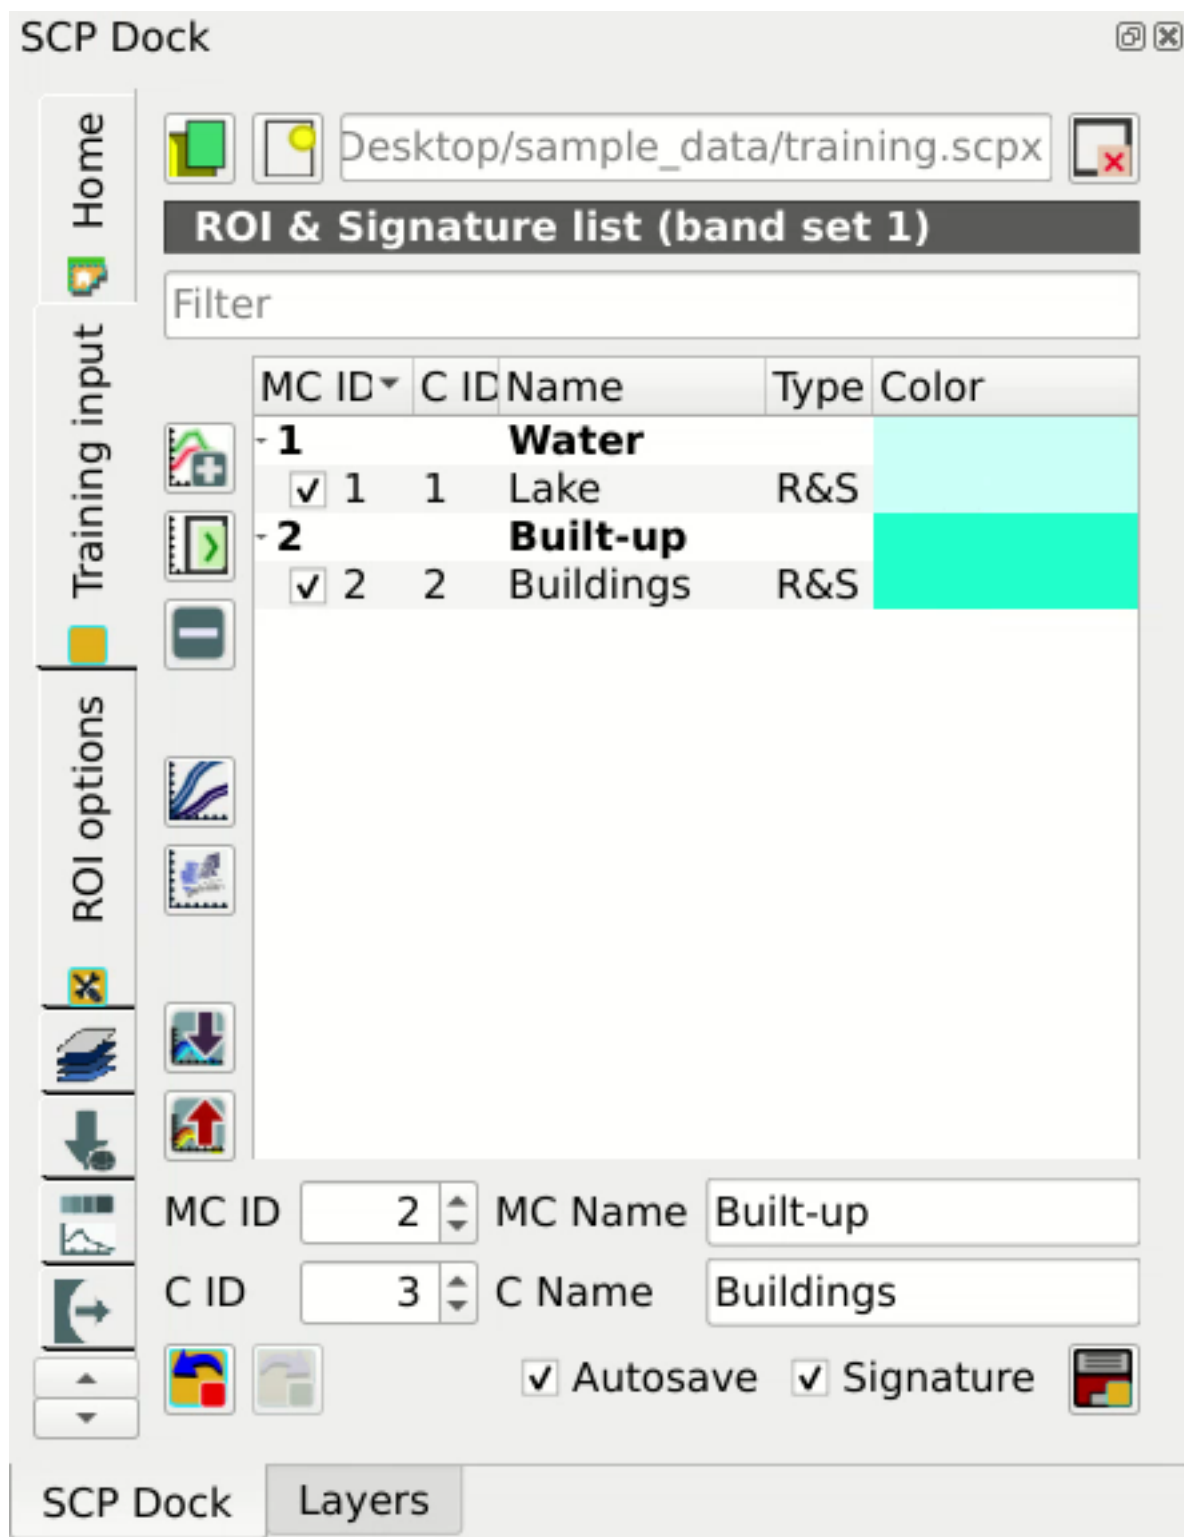 SCP Dock
Home
Desktop/sample_data/training.scpx
ROI & Signature list (band set 1)
Filter
Training input
MC ID C ID Name Type Color
1 Water
1 1 Lake R&S
2 Built-up
2 2 Buildings R&S
ROI options
MC ID 2 MC Name Built-up
C ID 3 C Name Buildings
Autosave Signature
SCP Dock Layers